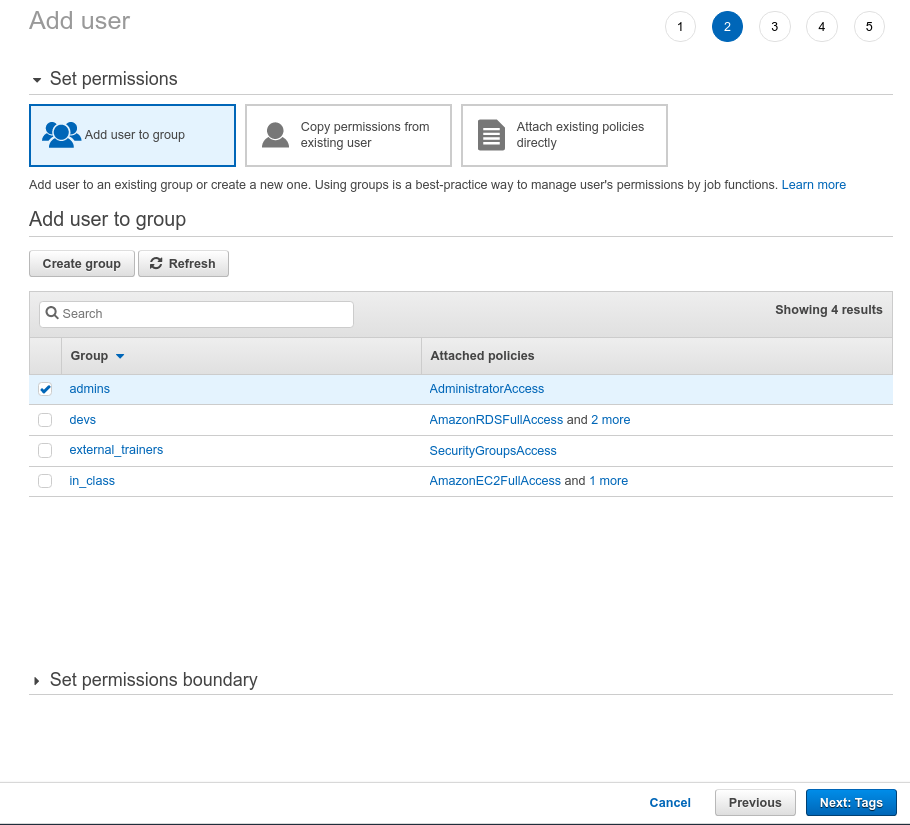 Add user
1 2 3 4 5
Set permissions
Add user to group
Copy permissions from
existing user
Attach existing policies
directly
Add user to an existing group or create a new one. Using groups is a best-practice way to manage user's permissions by job functions. Learn more
Add user to group
Create group Refresh
Search Showing 4 results
Group Attached policies
admins AdministratorAccess
devs AmazonRDSFullAccess and 2 more
external_trainers SecurityGroupsAccess
in_class AmazonEC2FullAccess and 1 more
Set permissions boundary
Cancel Previous Next: Tags